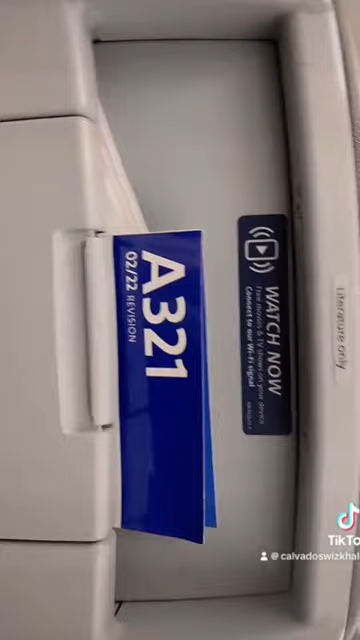 A321
02/22 REVISION
WATCH NOW
Free movies & TV shows on your device
Connect to our Wi-Fi signal
Literature only
TikTo
@calvadoswizkhal